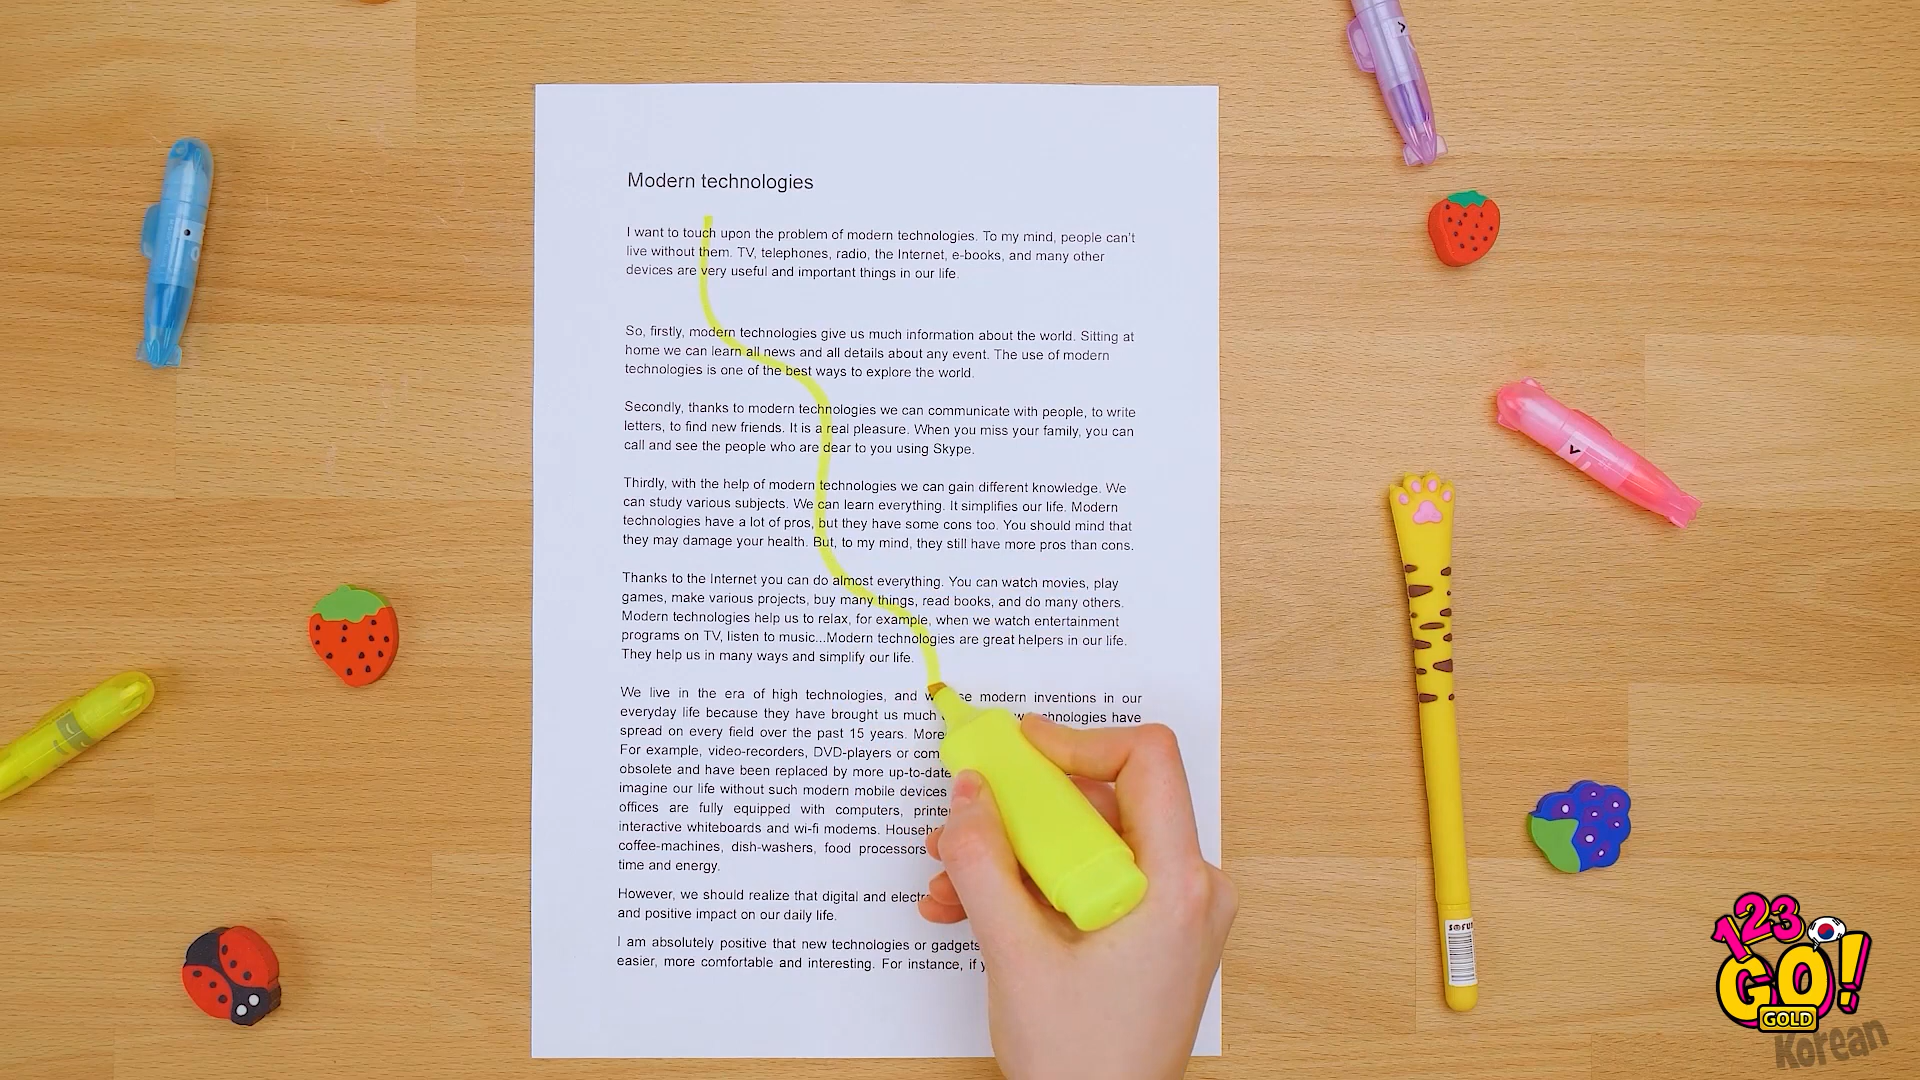 Modern technologies
I want to touch upon the problem of modern technologies. To my mind, people can't
live without them. TV, telephones, radio, the Internet, e-books, and many other
devices are very useful and important things in our life.
So, firstly, modern technologies give us much information about the world. Sitting at
home we can learn all news and all details about any event. The use of modern
technologies is one of the best ways to explore the world.
Secondly, thanks to modern technologies we can communicate with people, to write
letters, to find new friends. It is a real pleasure. When you miss your family, you can
call and see the people who are dear to you using Skype.
Thirdly, with the help of modern technologies we can gain different knowledge. We
can study various subjects. We can learn everything. It simplifies our life. Modern
technologies have a lot of pros, but they have some cons too. You should mind that
they may damage your health. But, to my mind, they still have more pros than cons.
Thanks to the Internet you can do almost everything. You can watch movies, play
games, make various projects, buy many things, read books, and do many others.
Modern technologies help us to relax, for example, when we watch entertainment
programs on TV, listen to music...Modern technologies are great helpers in our life.
They help us in many ways and simplify our life.
We live in the era of high technologies, and modern inventions in our
everyday life because they have brought us much have
spread on every field over the past 15 years.
For example, video-recorders, DVD-players or
obsolete and have been replaced by more up-to-date
imagine our life without such modern mobile devices
offices are fully equipped with computers,
interactive whiteboards and wi-fi modems.
coffee-machines, dish-washers, food processors
time and energy.
However, we should realize that digital and
and positive impact on our daily life.
I am absolutely positive that new technologies or gadgets
easier, more comfortable and interesting. For instance, if
123
GO!
GOLD
Korean